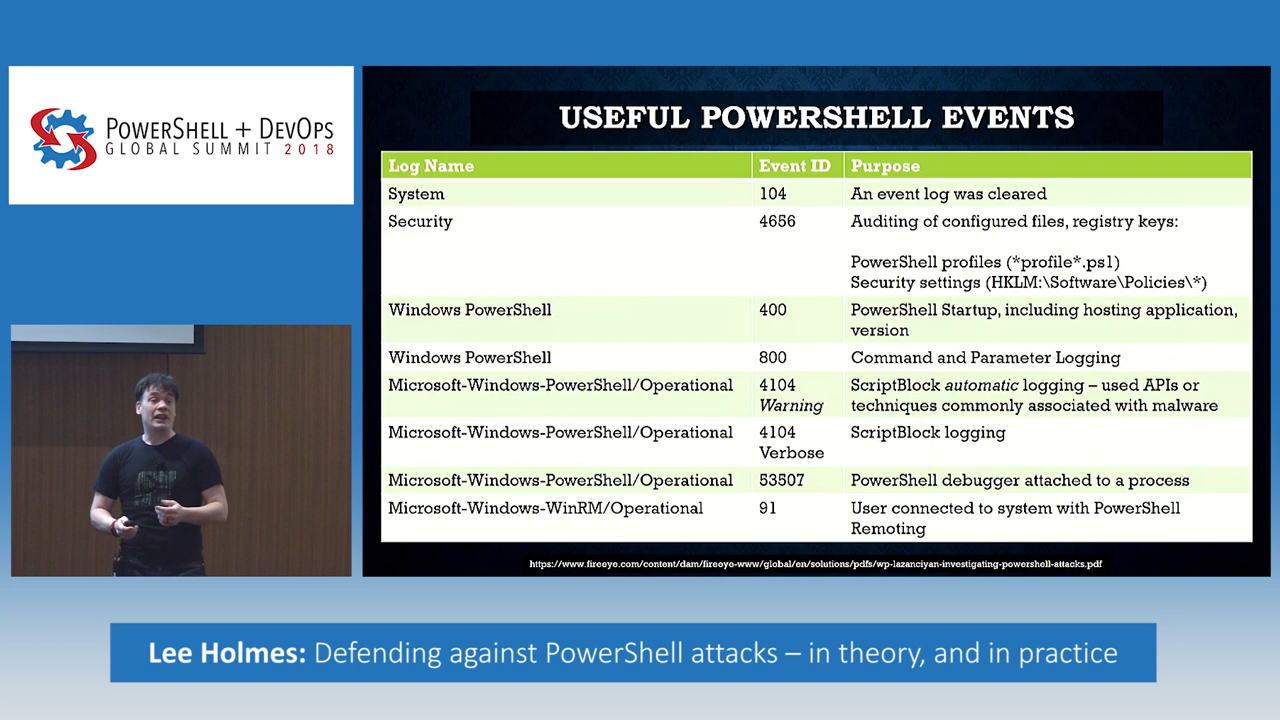 POWERSHELL + DEVOPS
GLOBAL SUMMIT 2018
USEFUL POWERSHELL EVENTS
Log Name Event ID Purpose
System 104 An event log was cleared
Security 4656 Auditing of configured files, registry keys:
PowerShell profiles (*profile*.ps1)
Security settings (HKLM:\Software\Policies\*)
Windows PowerShell 400 PowerShell Startup, including hosting application,
version
Windows PowerShell 800 Command and Parameter Logging
Microsoft-Windows-PowerShell/Operational 4104 ScriptBlock automatic logging – used APIs or
Warning techniques commonly associated with malware
Microsoft-Windows-PowerShell/Operational 4104 ScriptBlock logging
Verbose
Microsoft-Windows-PowerShell/Operational 53507 PowerShell debugger attached to a process
Microsoft-Windows-WinRM/Operational 91 User connected to system with PowerShell
Remoting
https://www.fireeye.com/content/dam/fireeye-www/global/en/solutions/pdfs/wp-lazanciyan-investigating-powershell-attacks.pdf
Lee Holmes: Defending against PowerShell attacks – in theory, and in practice